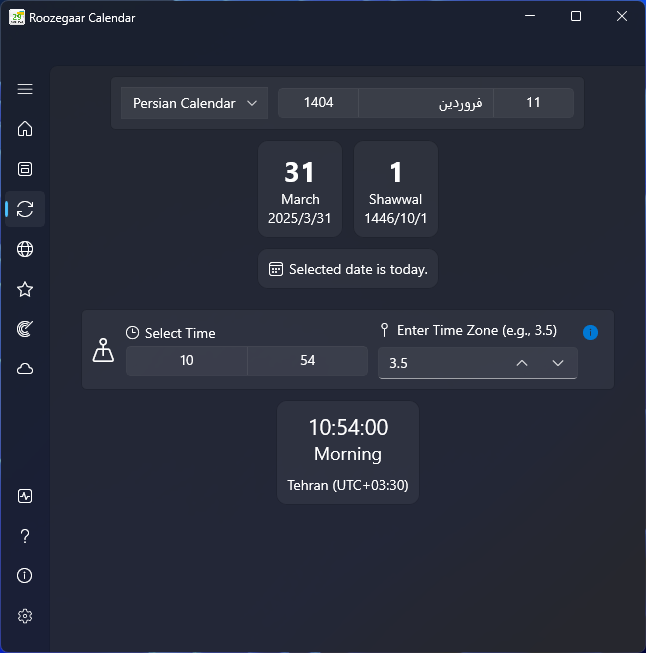 Roozegaar Calendar
Persian Calendar 1404 فروردین 11
31 1
March Shawwal
2025/3/31 1446/10/1
Selected date is today.
Select Time Enter Time Zone (e.g., 3.5)
10 54 3.5
10:54:00
Morning
Tehran (UTC+03:30)